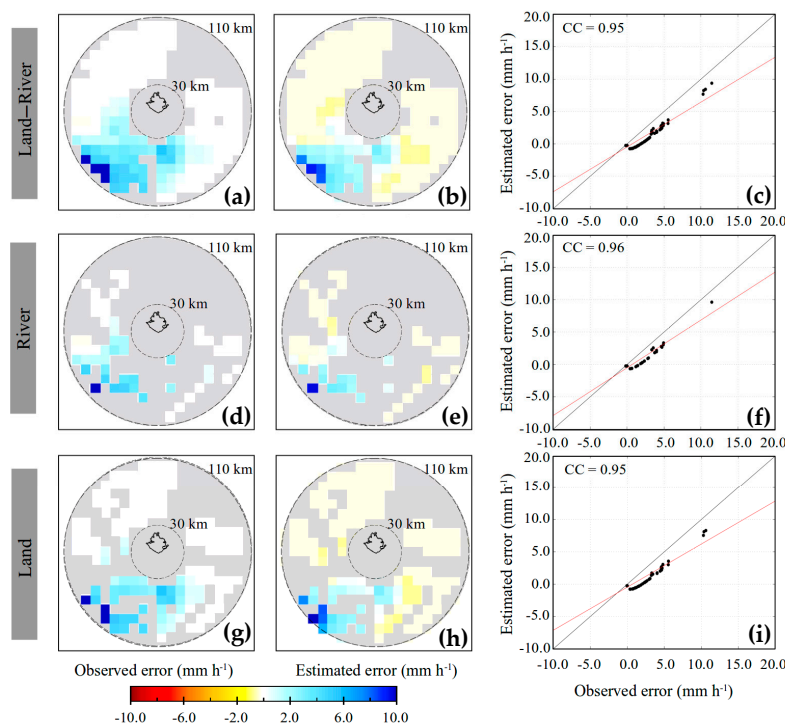 Land–River
110 km
30 km
(a)
110 km
30 km
(b)
CC = 0.95
Estimated error (mm h-1)
20.0
15.0
10.0
5.0
0.0
-5.0
-10.0
-10.0 -5.0 0.0 5.0 10.0 15.0 20.0
(c)
River
110 km
30 km
(d)
110 km
30 km
(e)
CC = 0.96
Estimated error (mm h-1)
20.0
15.0
10.0
5.0
0.0
-5.0
-10.0
-10.0 -5.0 0.0 5.0 10.0 15.0 20.0
(f)
Land
110 km
30 km
(g)
110 km
30 km
(h)
CC = 0.95
Estimated error (mm h-1)
20.0
15.0
10.0
5.0
0.0
-5.0
-10.0
-10.0 -5.0 0.0 5.0 10.0 15.0 20.0
(i)
Observed error (mm h-1) Estimated error (mm h-1) Observed error (mm h-1)
-10.0 -6.0 -2.0 2.0 6.0 10.0